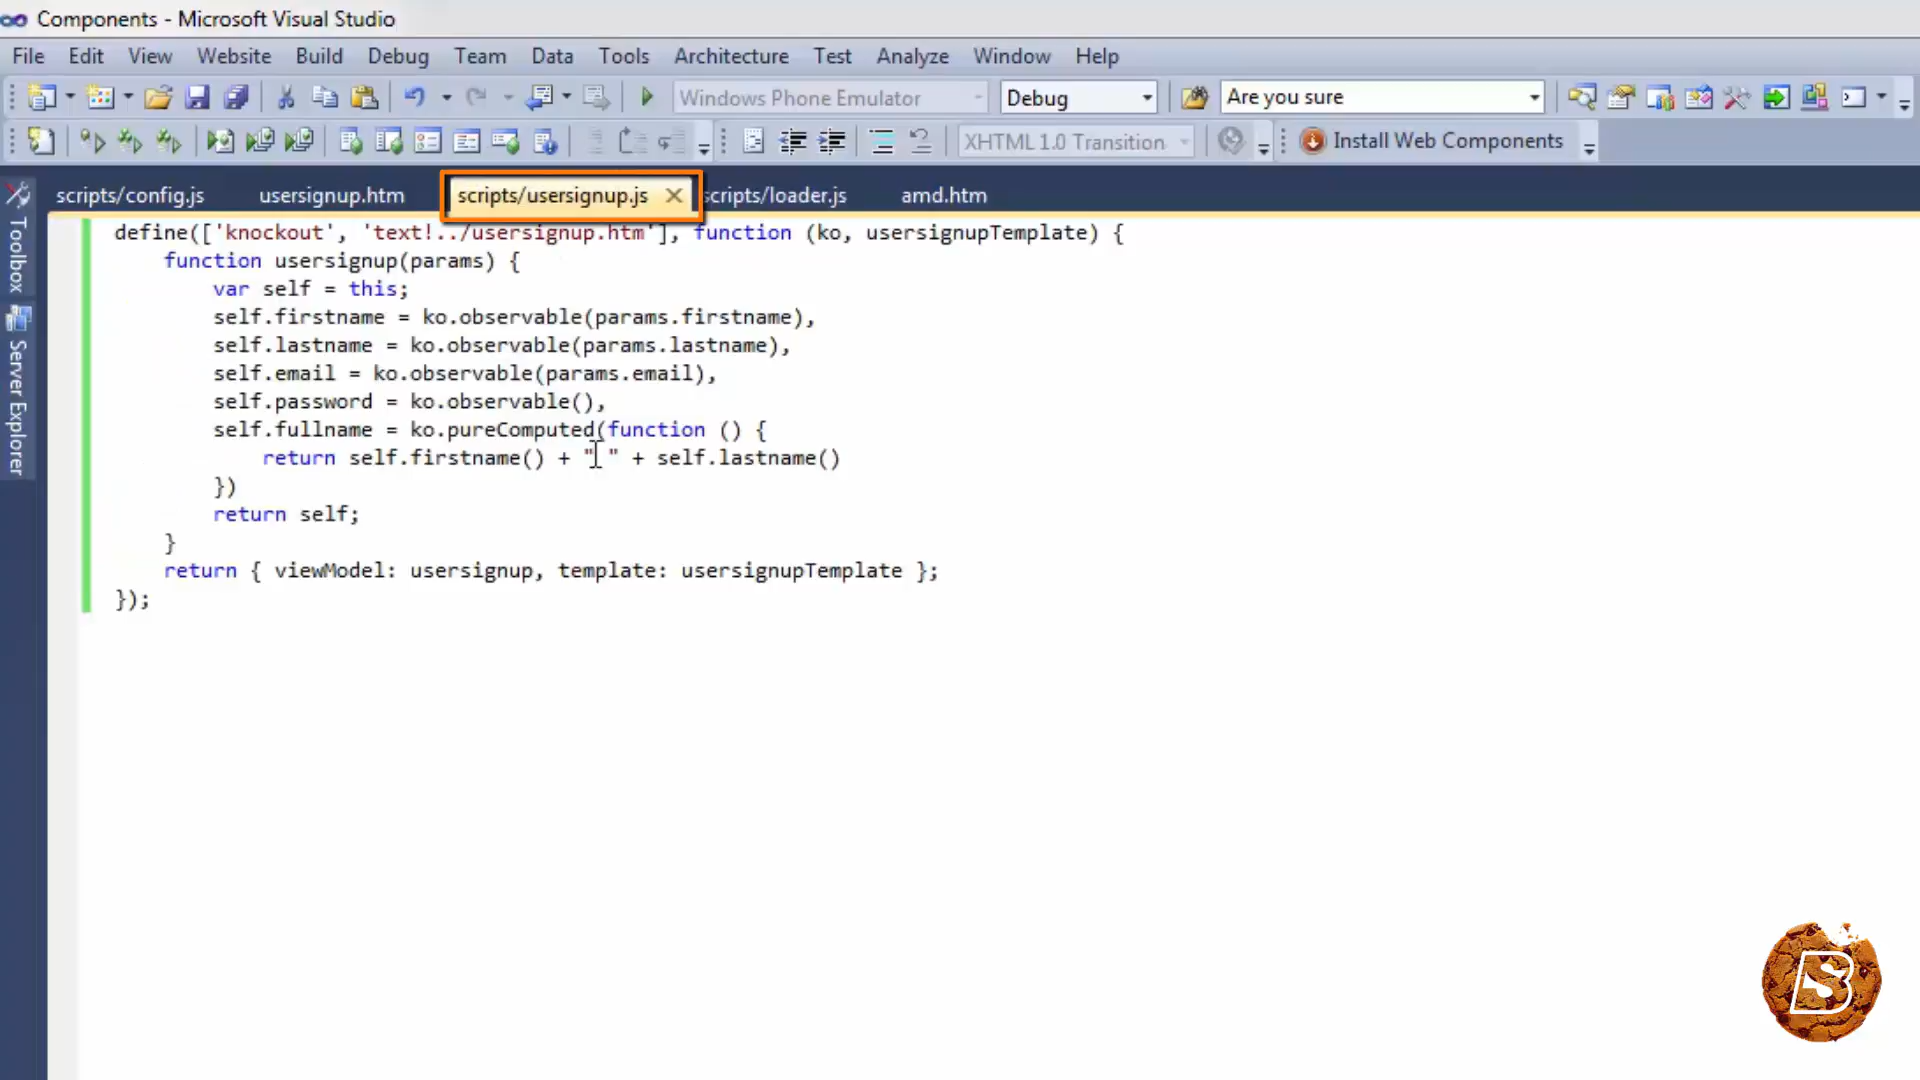 Components - Microsoft Visual Studio
File Edit View Website Build Debug Team Data Tools Architecture Test Analyze Window Help
Windows Phone Emulator Debug Are you sure
XHTML 1.0 Transition Install Web Components
scripts/config.js usersignup.htm scripts/usersignup.js scripts/loader.js amd.htm
Toolbox
Server Explorer
define(['knockout', 'text!../usersignup.htm'], function (ko, usersignupTemplate) {
function usersignup(params) {
var self = this;
self.firstname = ko.observable(params.firstname),
self.lastname = ko.observable(params.lastname),
self.email = ko.observable(params.email),
self.password = ko.observable(),
self.fullname = ko.pureComputed(function () {
return self.firstname() + " " + self.lastname()
})
return self;
}
return { viewModel: usersignup, template: usersignupTemplate };
});
BS